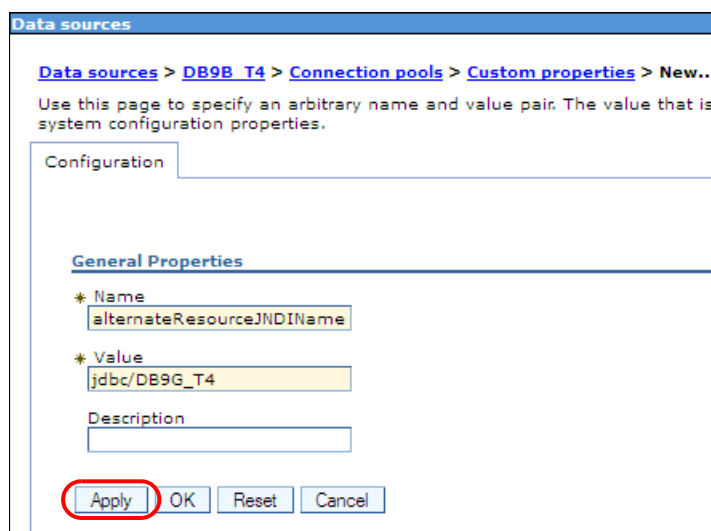 Data sources
Data sources > DB9B_T4 > Connection pools > Custom properties > New..
Use this page to specify an arbitrary name and value pair. The value that is
system configuration properties.
Configuration
General Properties
* Name
alternateResourceJNDIName
* Value
jdbc/DB9G_T4
Description
Apply OK Reset Cancel